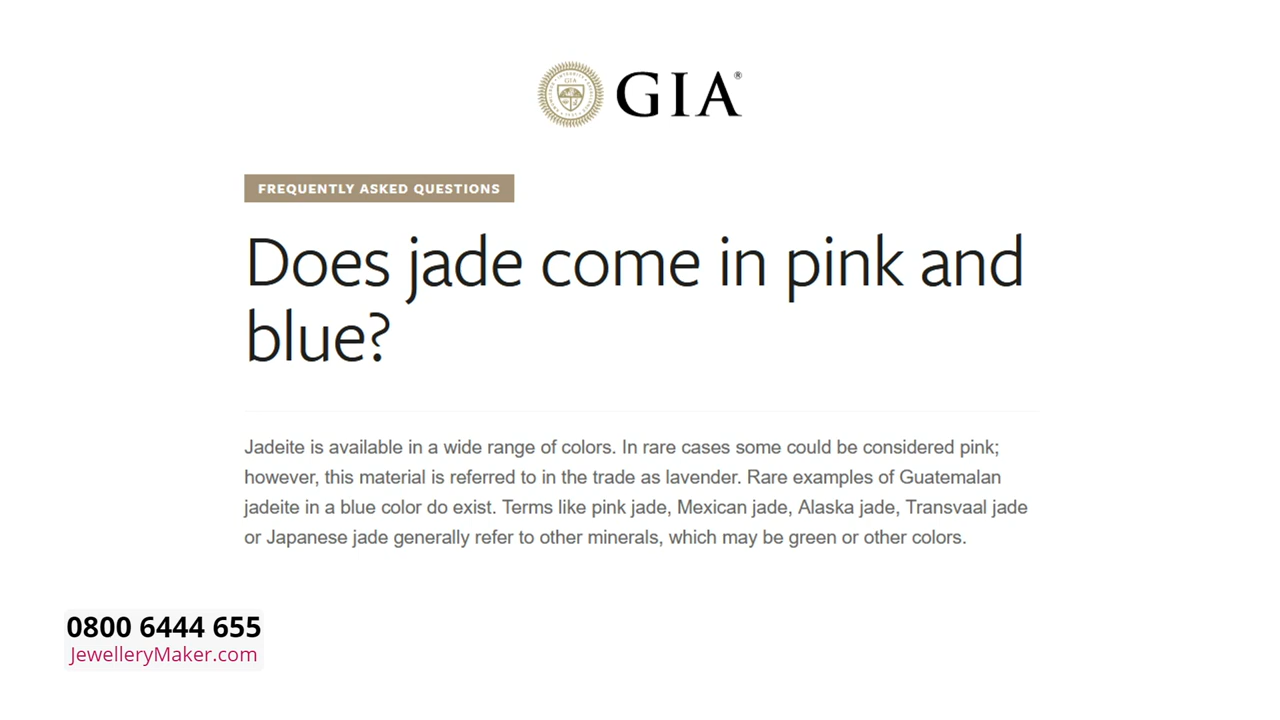 GIA®
FREQUENTLY ASKED QUESTIONS
Does jade come in pink and
blue?
Jadeite is available in a wide range of colors. In rare cases some could be considered pink;
however, this material is referred to in the trade as lavender. Rare examples of Guatemalan
jadeite in a blue color do exist. Terms like pink jade, Mexican jade, Alaska jade, Transvaal jade
or Japanese jade generally refer to other minerals, which may be green or other colors.
0800 6444 655
JewelleryMaker.com